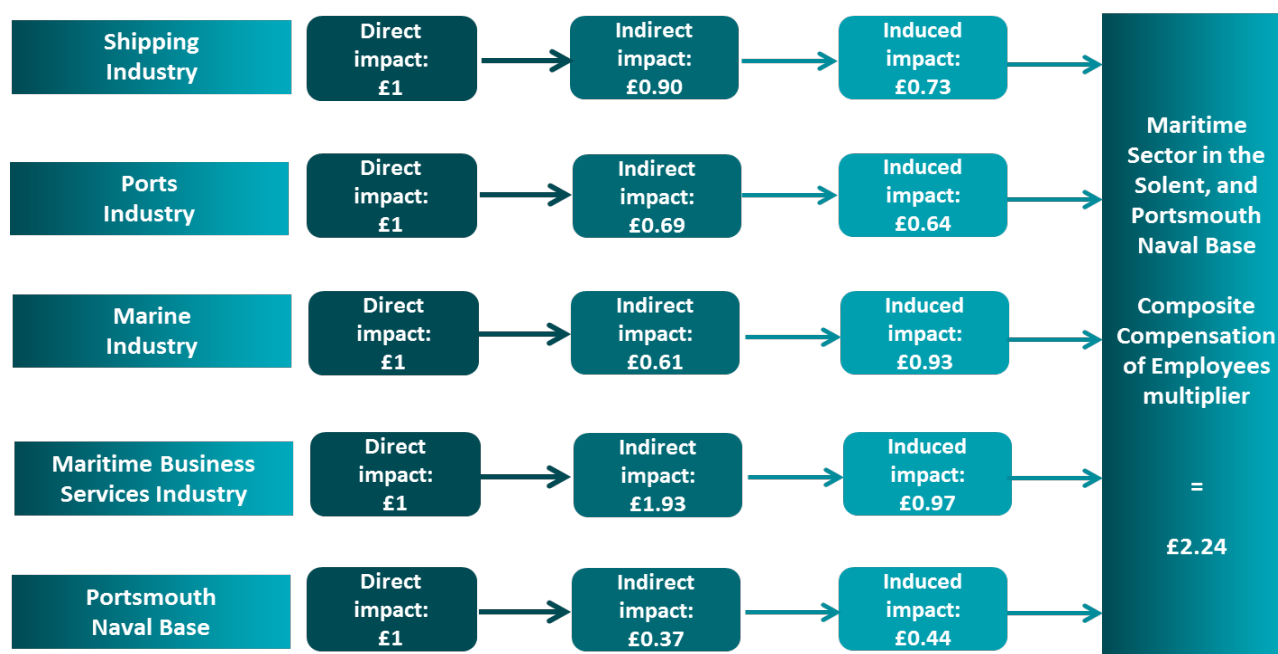 Shipping
Industry
Direct
impact:
£1
Indirect
impact:
£0.90
Induced
impact:
£0.73
Ports
Industry
Direct
impact:
£1
Indirect
impact:
£0.69
Induced
impact:
£0.64
Marine
Industry
Direct
impact:
£1
Indirect
impact:
£0.61
Induced
impact:
£0.93
Maritime Business
Services Industry
Direct
impact:
£1
Indirect
impact:
£1.93
Induced
impact:
£0.97
Portsmouth
Naval Base
Direct
impact:
£1
Indirect
impact:
£0.37
Induced
impact:
£0.44
Maritime
Sector in the
Solent, and
Portsmouth
Naval Base
Composite
Compensation
of Employees
multiplier
=
£2.24